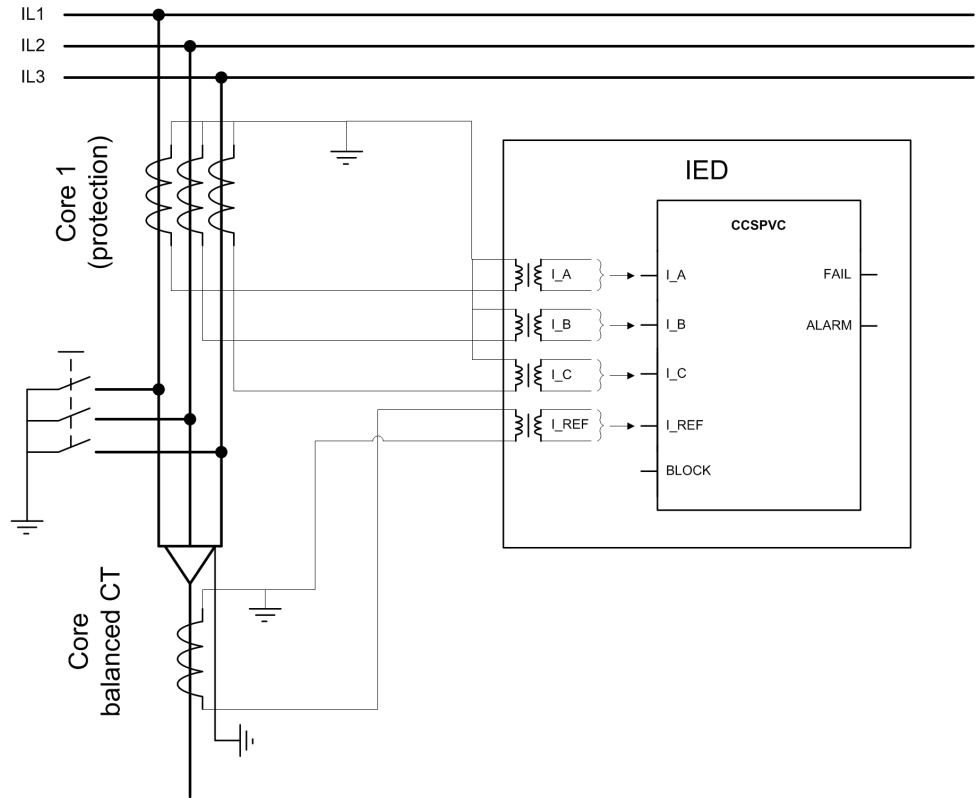 IL1
IL2
IL3
Core 1
(protection)
IED
CCSPVC
I_A
I_A
FAIL
I_B
I_B
ALARM
I_C
I_C
I_REF
I_REF
BLOCK
Core
balanced CT